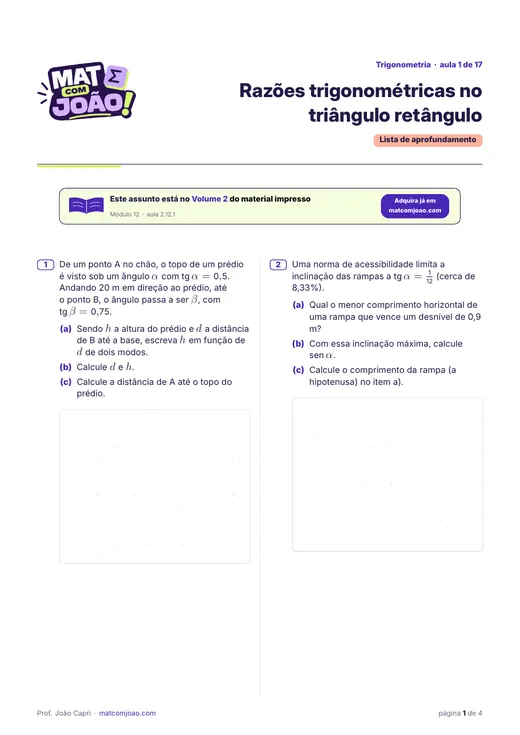 MAT
COM
JOÃO!
Σ
Trigonometria · aula 1 de 17
Razões trigonométricas no
triângulo retângulo
Lista de aprofundamento
Este assunto está no Volume 2 do material impresso
Módulo 12 · aula 2.12.1
Adquira já em
matcomjoao.com
1 De um ponto A no chão, o topo de um prédio
é visto sob um ângulo α com tg α = 0,5.
Andando 20 m em direção ao prédio, até
o ponto B, o ângulo passa a ser β, com
tg β = 0,75.
(a) Sendo h a altura do prédio e d a distância
de B até a base, escreva h em função de
d de dois modos.
(b) Calcule d e h.
(c) Calcule a distância de A até o topo do
prédio.
2 Uma norma de acessibilidade limita a
inclinação das rampas a tg α = 1/12 (cerca de
8,33%).
(a) Qual o menor comprimento horizontal de
uma rampa que vence um desnível de 0,9
m?
(b) Com essa inclinação máxima, calcule
sen α.
(c) Calcule o comprimento da rampa (a
hipotenusa) no item a).
Prof. João Capri · matcomjoao.com
página 1 de 4